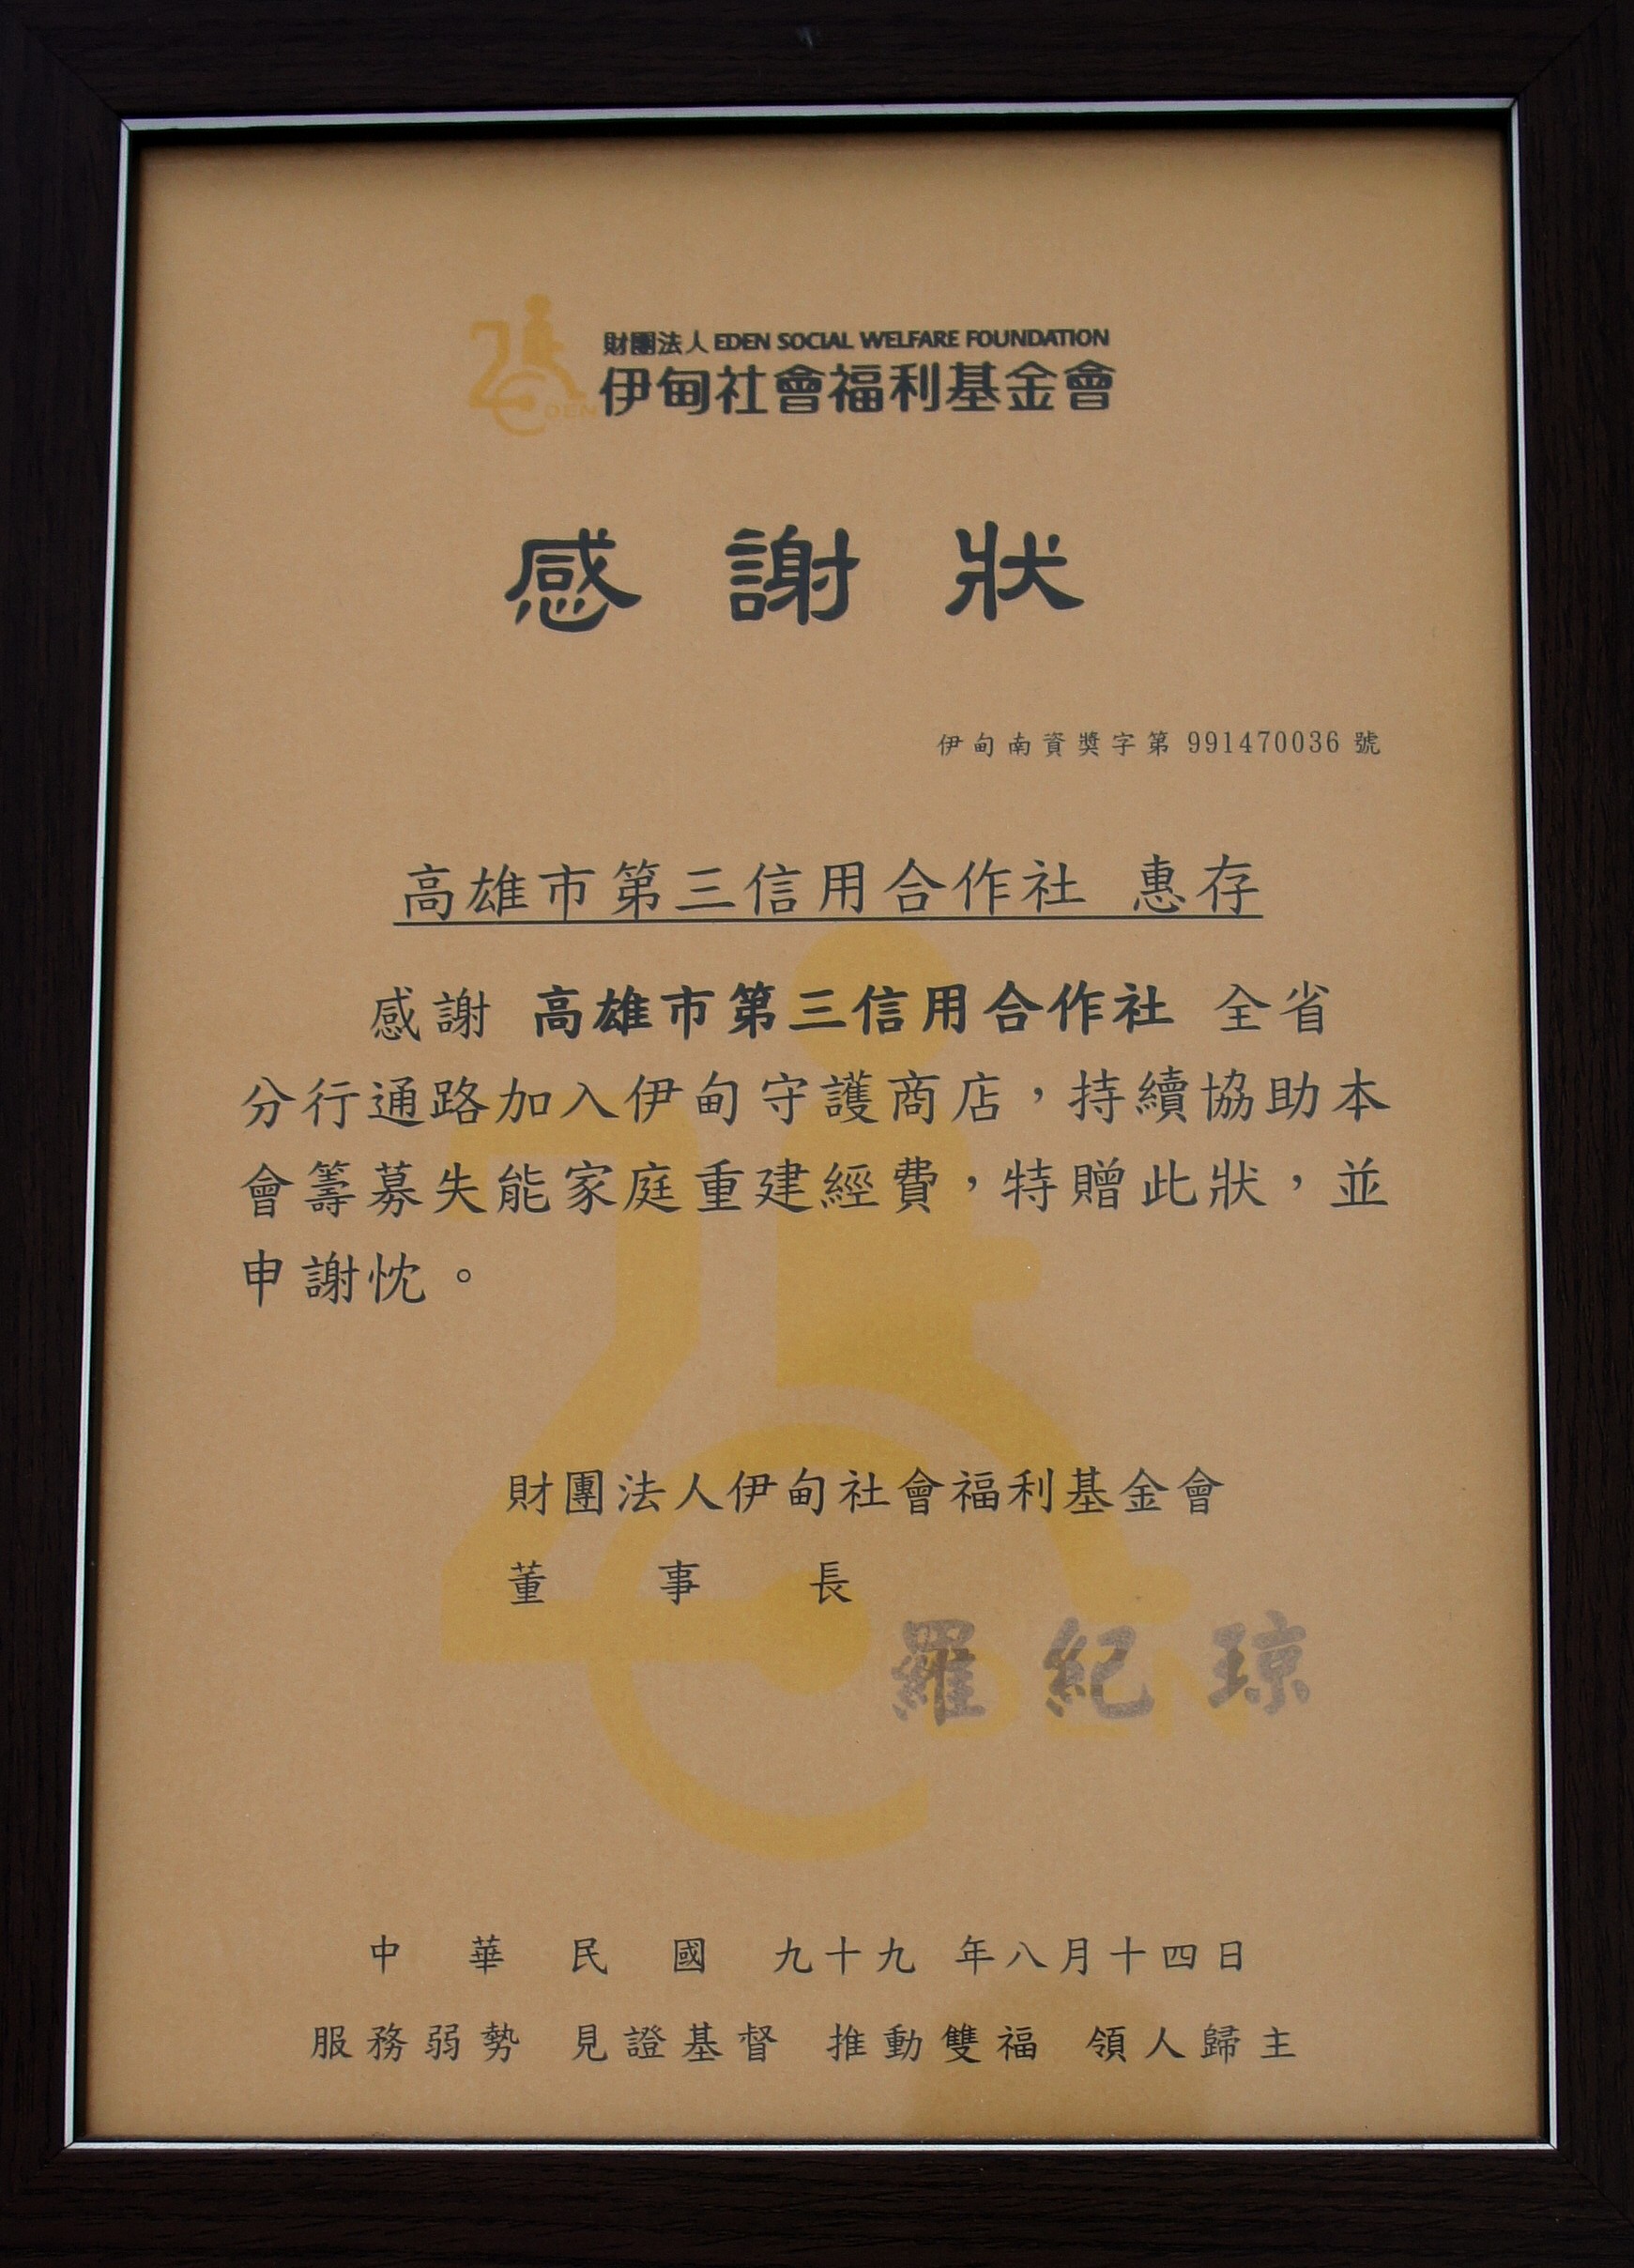 財團法人 EDEN SOCIAL WELFARE FOUNDATION
伊甸社會福利基金會
DEN
感謝狀
伊甸南資獎字第 991470036 號
高雄市第三信用合作社 惠存
感謝 高雄市第三信用合作社 全省
分行通路加入伊甸守護商店，持續協助本
會籌募失能家庭重建經費，特贈此狀，並
申謝忱。
財團法人伊甸社會福利基金會
董事長
羅紀琼
中華民國 九十九 年八月十四日
服務弱勢 見證基督 推動雙福 領人歸主